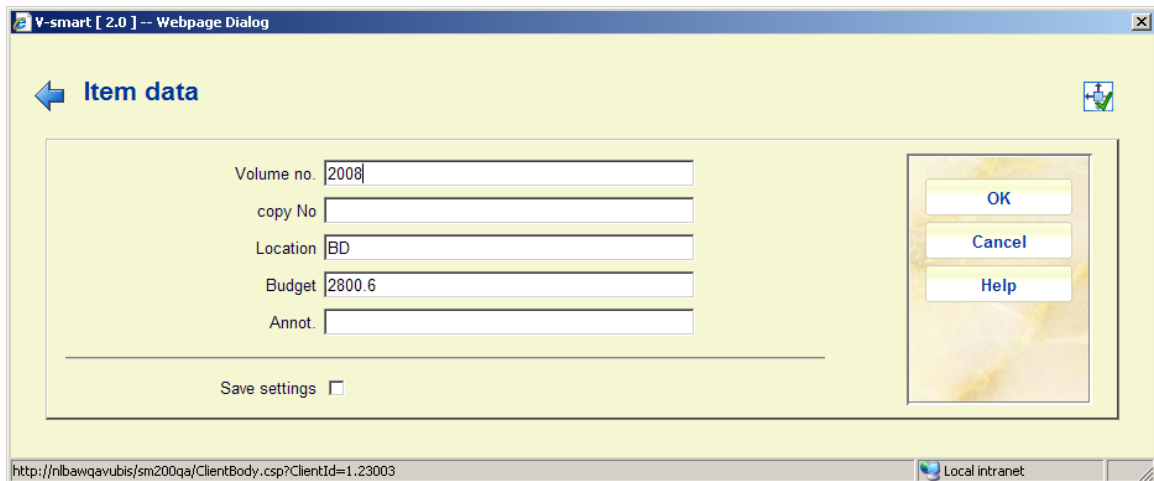 V-smart [ 2.0 ] -- Webpage Dialog
Item data
Volume no. 2008
copy No
Location BD
Budget 2800.6
Annot.
Save settings
OK
Cancel
Help
http://nlbawqavubis/sm200qa/ClientBody.csp?ClientId=1.23003 Local intranet